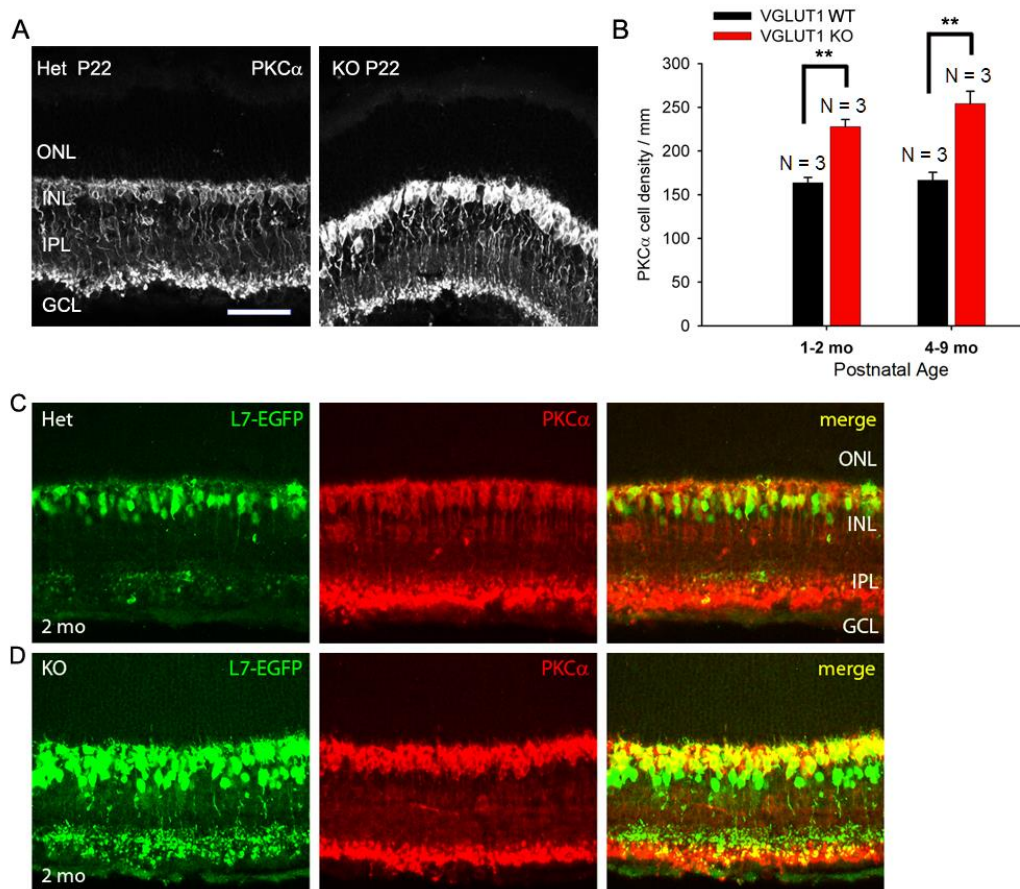 A
Het P22 PKCα
ONL
INL
IPL
GCL
KO P22
B
VGLUT1 WT
VGLUT1 KO
PKCα cell density / mm
300
250
200
150
100
50
0
**
N = 3
N = 3
**
N = 3
N = 3
1-2 mo
4-9 mo
Postnatal Age
C
Het L7-EGFP
2 mo
PKCα
merge
ONL
INL
IPL
GCL
D
KO L7-EGFP
2 mo
PKCα
merge